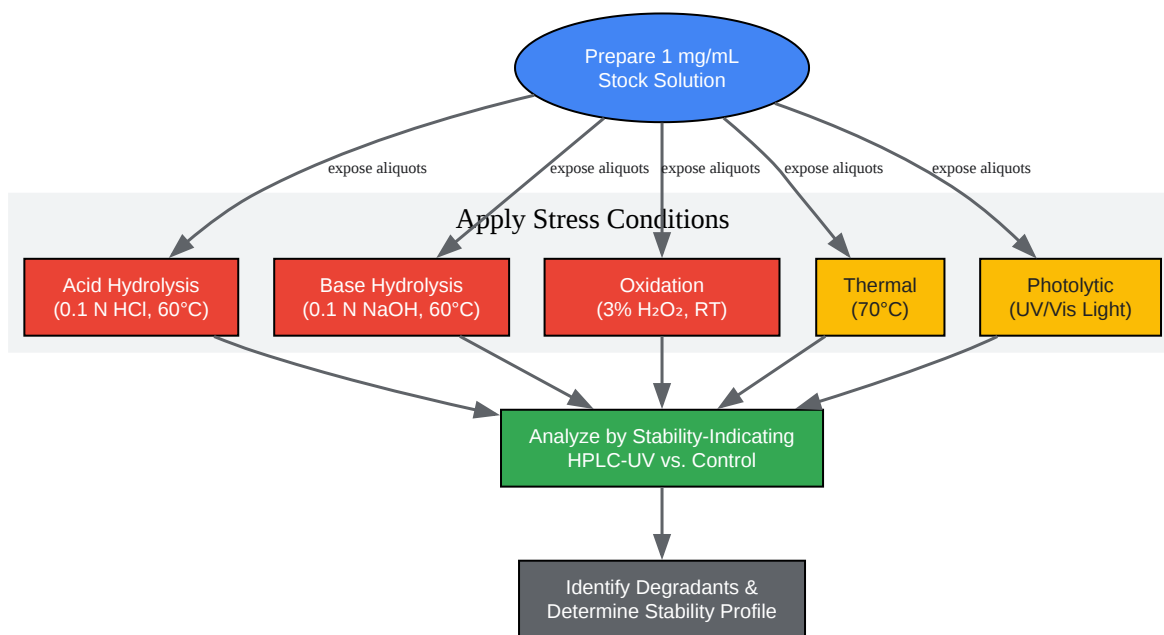 Prepare 1 mg/mL
Stock Solution
expose aliquots
expose aliquots
expose aliquots
expose aliquots
expose aliquots
Apply Stress Conditions
Acid Hydrolysis
(0.1 N HCl, 60°C)
Base Hydrolysis
(0.1 N NaOH, 60°C)
Oxidation
(3% H₂O₂, RT)
Thermal
(70°C)
Photolytic
(UV/Vis Light)
Analyze by Stability-Indicating
HPLC-UV vs. Control
Identify Degradants &
Determine Stability Profile